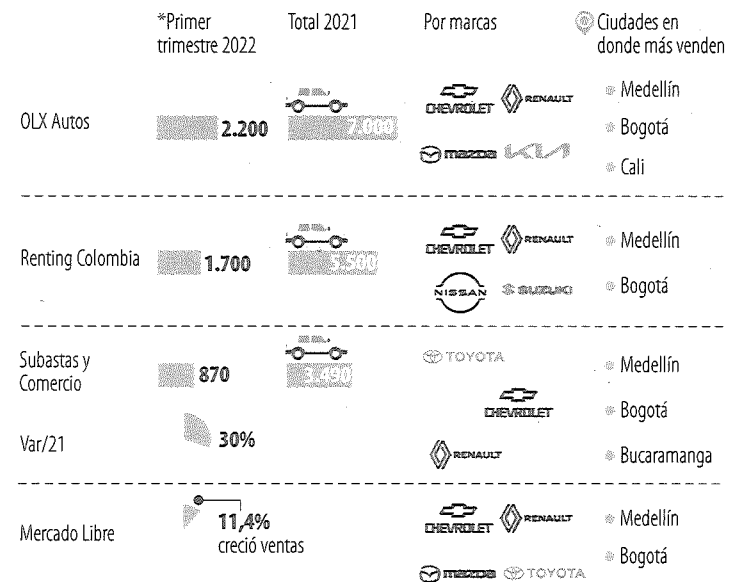 *Primer
trimestre 2022
Total 2021
Por marcas
Ciudades en
donde más venden
OLX Autos
2.200
7.000
CHEVROLET
RENAULT
mazda
KIA
Medellín
Bogotá
Cali
Renting Colombia
1.700
5.500
CHEVROLET
RENAULT
NISSAN
SUZUKI
Medellín
Bogotá
Subastas y
Comercio
870
3.490
TOYOTA
CHEVROLET
RENAULT
Medellín
Bogotá
Bucaramanga
Var/21
30%
Mercado Libre
11,4%
creció ventas
CHEVROLET
RENAULT
mazda
TOYOTA
Medellín
Bogotá